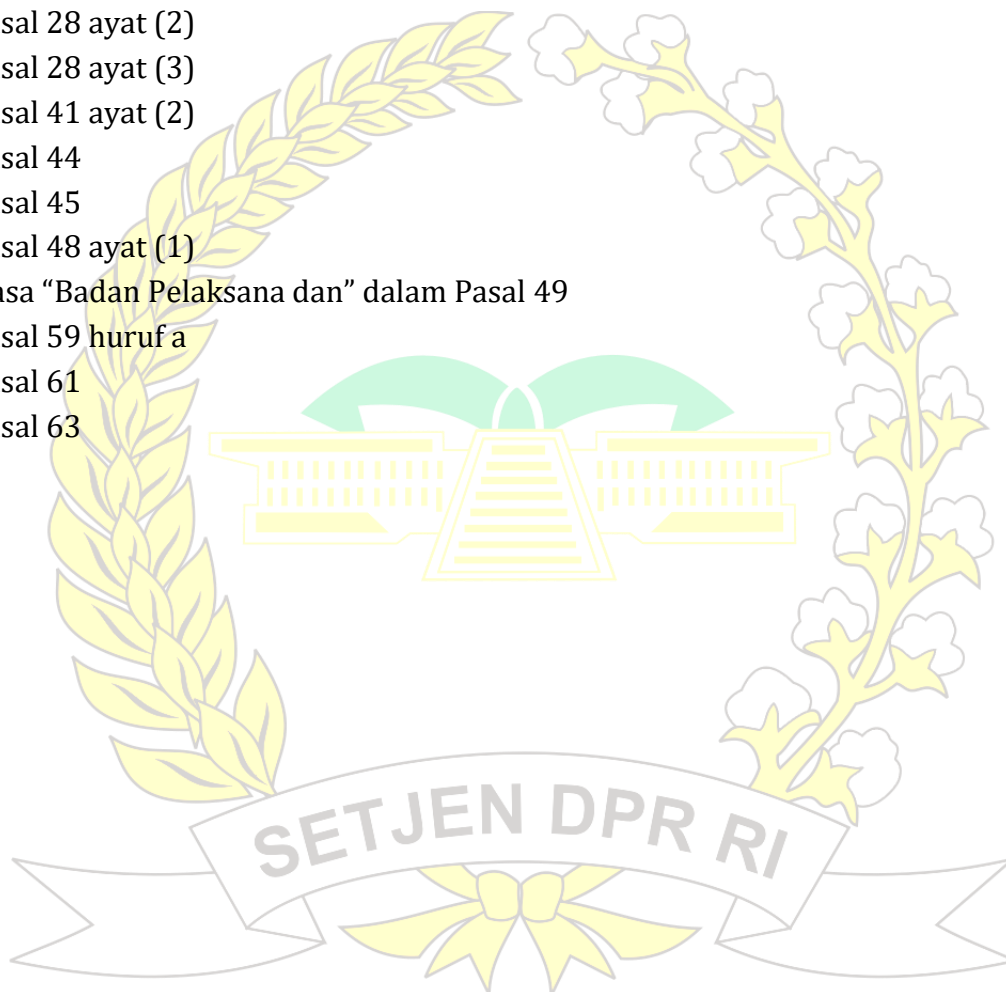 sal 28 ayat (2)
sal 28 ayat (3)
sal 41 ayat (2)
sal 44
sal 45
sal 48 ayat (1)
asa “Badan Pelaksana dan” dalam Pasal 49
sal 59 huruf a
sal 61
sal 63
SETJEN DPR RI